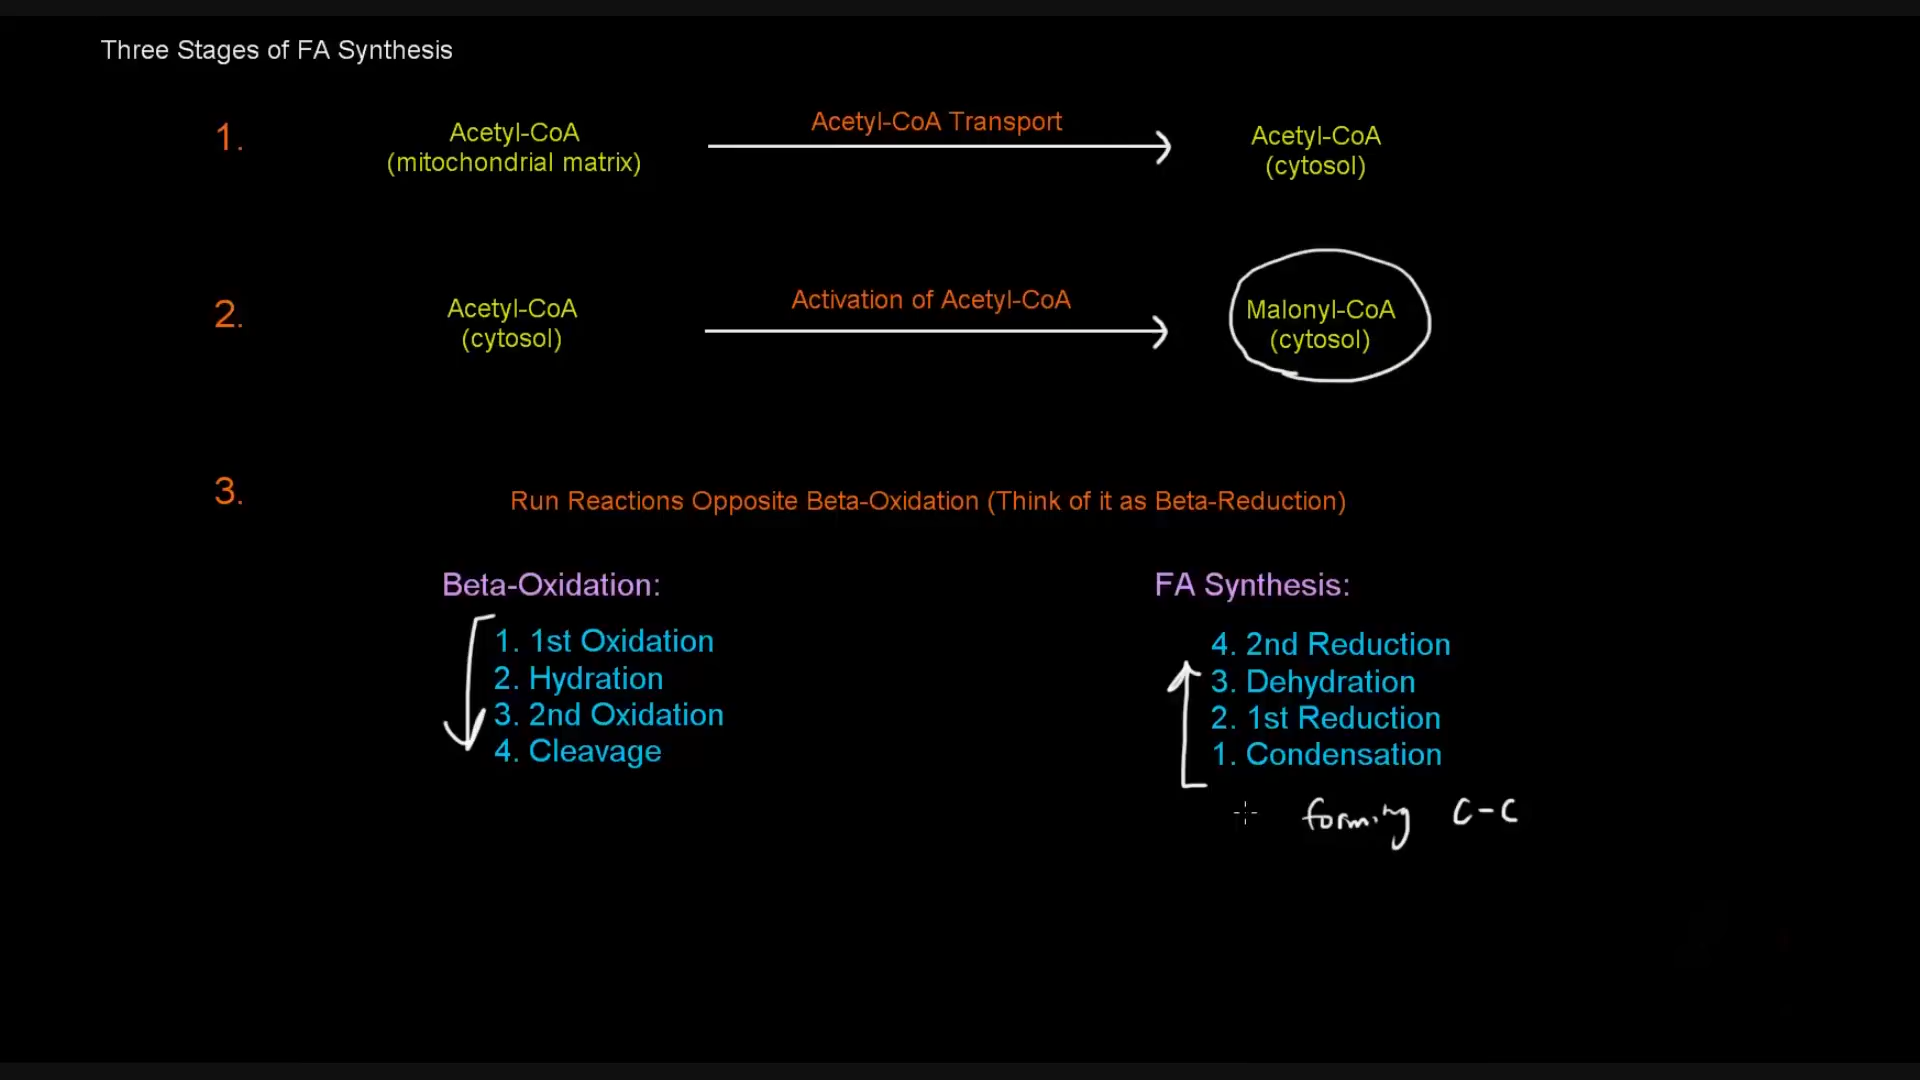 Three Stages of FA Synthesis
1.
Acetyl-CoA
(mitochondrial matrix)
Acetyl-CoA Transport
Acetyl-CoA
(cytosol)
2.
Acetyl-CoA
(cytosol)
Activation of Acetyl-CoA
Malonyl-CoA
(cytosol)
3.
Run Reactions Opposite Beta-Oxidation (Think of it as Beta-Reduction)
Beta-Oxidation:
1. 1st Oxidation
2. Hydration
3. 2nd Oxidation
4. Cleavage
FA Synthesis:
4. 2nd Reduction
3. Dehydration
2. 1st Reduction
1. Condensation
forming C-C